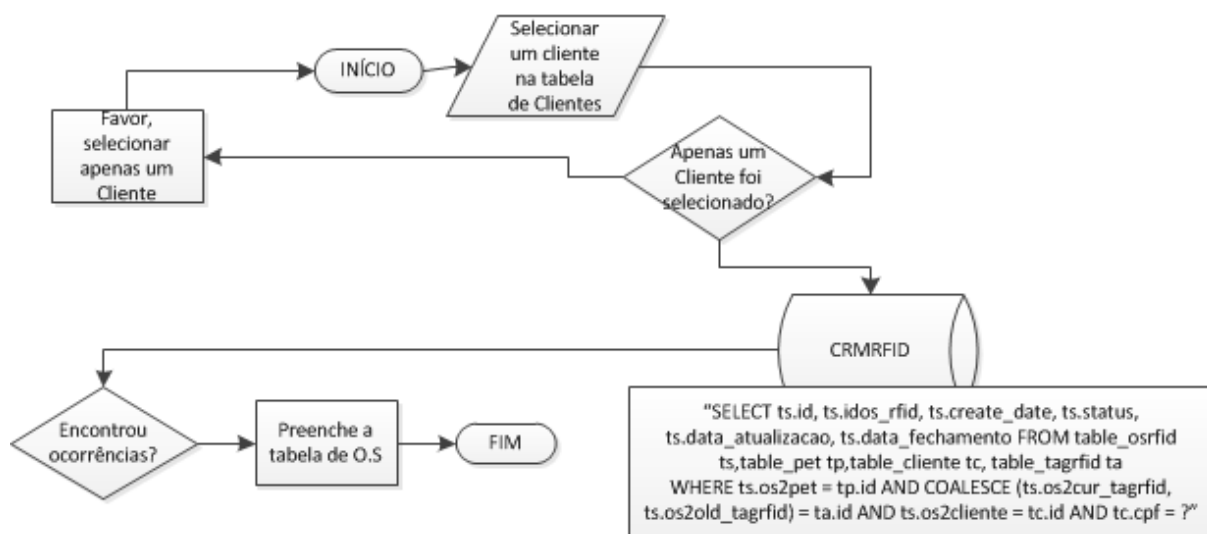 INÍCIO
Selecionar
um cliente
na tabela
de Clientes
Favor,
selecionar
apenas um
Cliente
Apenas um
Cliente foi
selecionado?
CRMRFID
"SELECT ts.id, ts.idos_rfid, ts.create_date, ts.status,
ts.data_atualizacao, ts.data_fechamento FROM table_osrfid
ts,table_pet tp,table_cliente tc, table_tagrfid ta
WHERE ts.os2pet = tp.id AND COALESCE (ts.os2cur_tagrfid,
ts.os2old_tagrfid) = ta.id AND ts.os2cliente = tc.id AND tc.cpf = ?”
Encontrou
ocorrências?
Preenche a
tabela de O.S
FIM